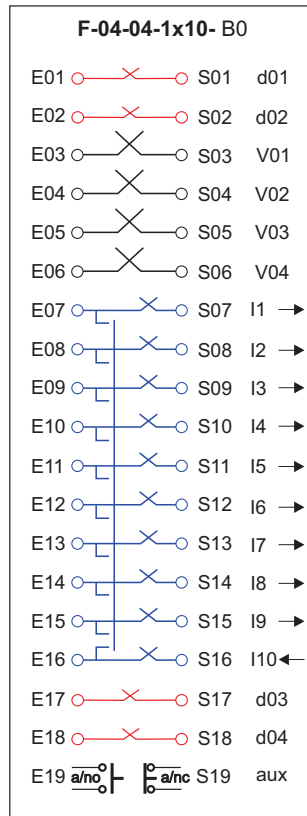 F-04-04-1x10- B0
E01 S01 d01
E02 S02 d02
E03 S03 V01
E04 S04 V02
E05 S05 V03
E06 S06 V04
E07 S07 I1
E08 S08 I2
E09 S09 I3
E10 S10 I4
E11 S11 I5
E12 S12 I6
E13 S13 I7
E14 S14 I8
E15 S15 I9
E16 S16 I10
E17 S17 d03
E18 S18 d04
E19 a/no a/nc S19 aux